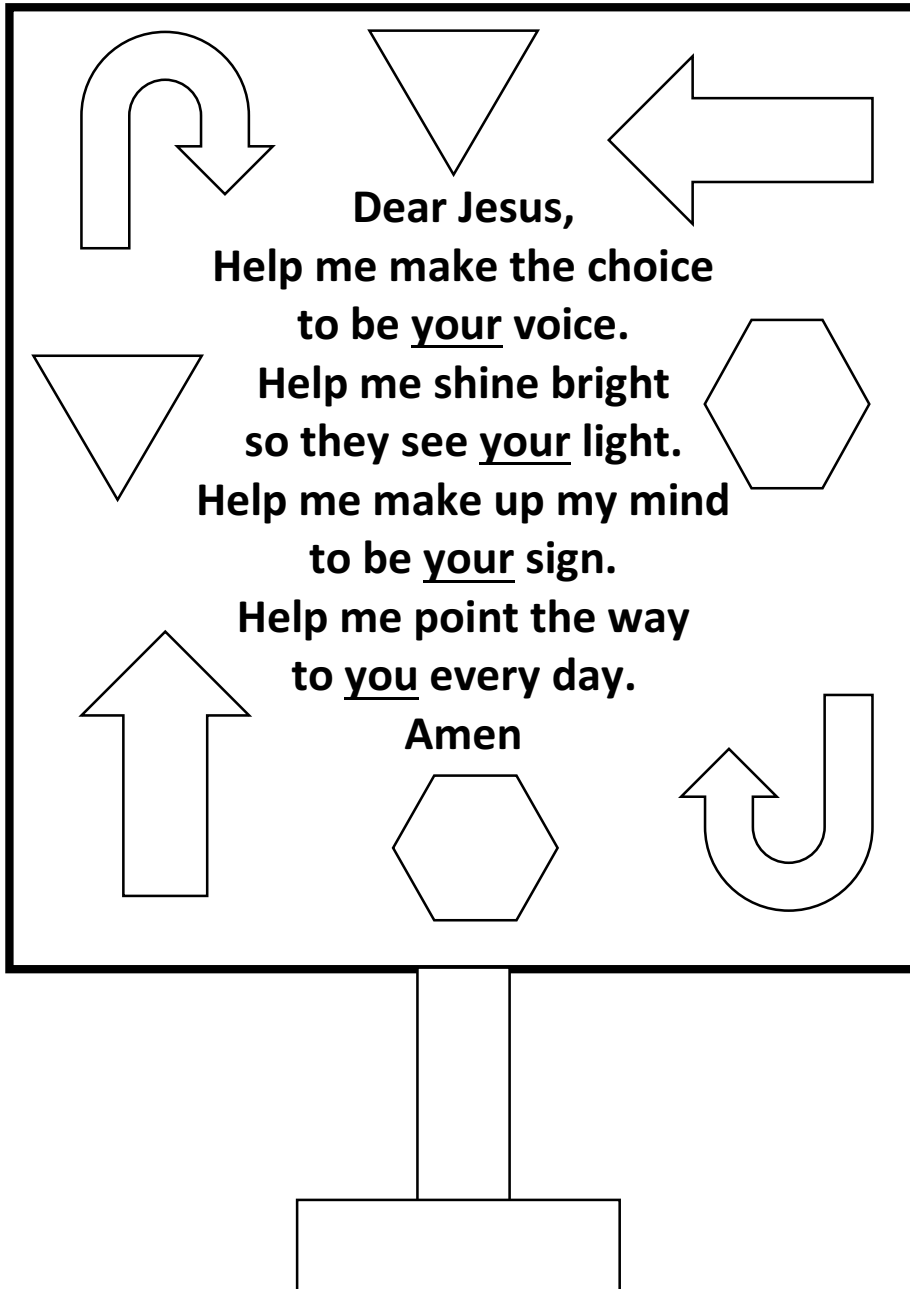 Dear Jesus,
Help me make the choice
to be your voice.
Help me shine bright
so they see your light.
Help me make up my mind
to be your sign.
Help me point the way
to you every day.
Amen